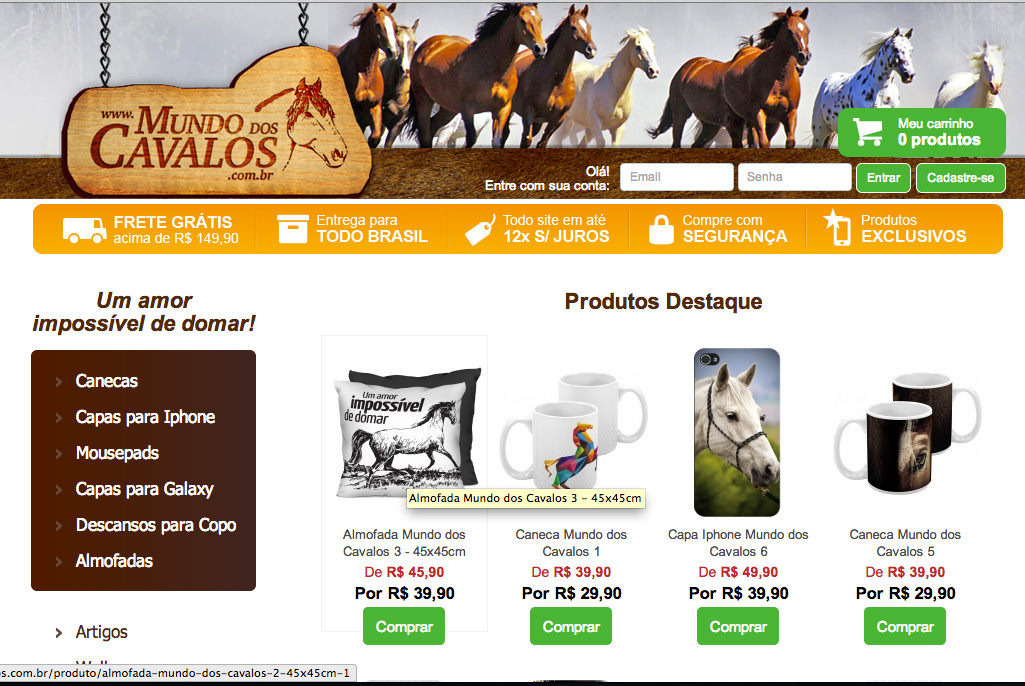 www.
MUNDO DOS
CAVALOS
.com.br
Meu carrinho
0 produtos
Olá!
Entre com sua conta:
Email
Senha
Entrar
Cadastre-se
FRETE GRÁTIS
acima de R$ 149,90
Entrega para
TODO BRASIL
Todo site em até
12x S/ JUROS
Compre com
SEGURANÇA
Produtos
EXCLUSIVOS
Um amor
impossível de domar!
Canecas
Capas para Iphone
Mousepads
Capas para Galaxy
Descansos para Copo
Almofadas
Artigos
Produtos Destaque
Um amor
impossível
de domar
Almofada Mundo dos Cavalos 3 - 45x45cm
Almofada Mundo dos
Cavalos 3 - 45x45cm
De R$ 45,90
Por R$ 39,90
Comprar
Caneca Mundo dos
Cavalos 1
De R$ 39,90
Por R$ 29,90
Comprar
Capa Iphone Mundo dos
Cavalos 6
De R$ 49,90
Por R$ 39,90
Comprar
Caneca Mundo dos
Cavalos 5
De R$ 39,90
Por R$ 29,90
Comprar
os.com.br/produto/almofada-mundo-dos-cavalos-2-45x45cm-1